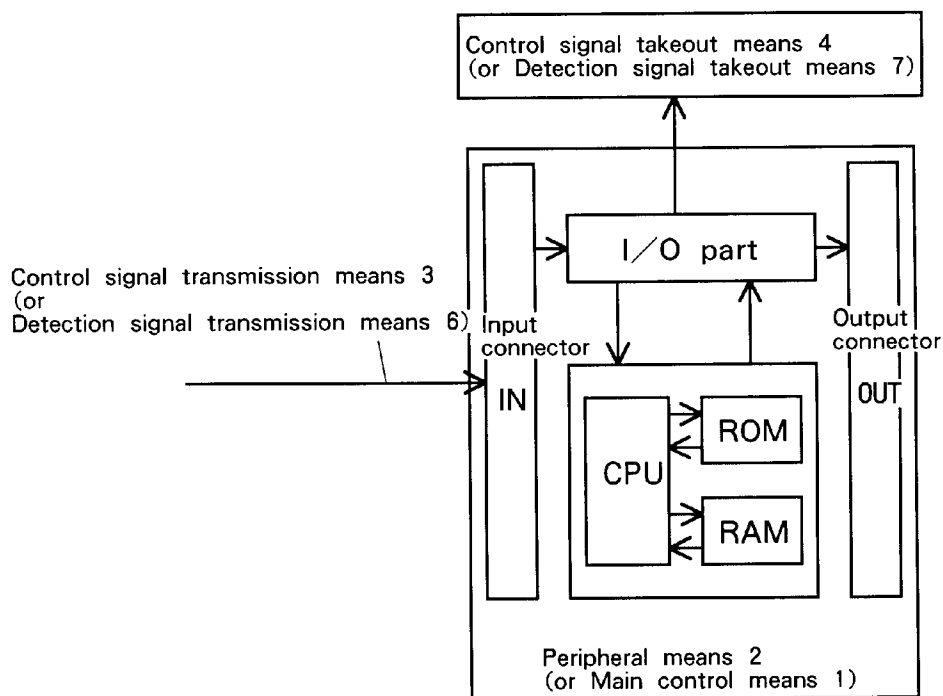 Control signal takeout means 4
(or Detection signal takeout means 7)
I/O part
Control signal transmission means 3
(or
Detection signal transmission means 6)
Input
connector
Output
connector
IN
OUT
CPU
ROM
RAM
Peripheral means 2
(or Main control means 1)